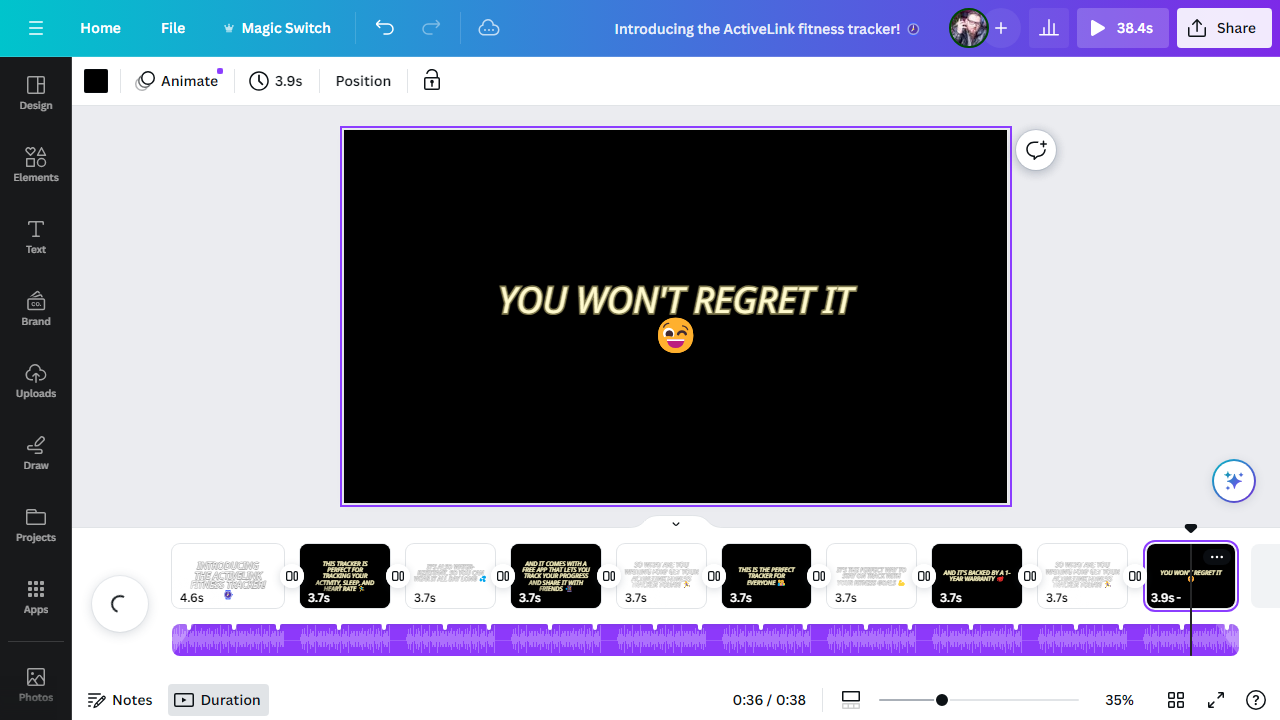 Home
File
Magic Switch
Introducing the ActiveLink fitness tracker!
38.4s
Share
Design
Elements
Text
CO.
Brand
Uploads
Draw
Projects
Apps
Photos
Animate
3.9s
Position
YOU WON'T REGRET IT
INTRODUCING
THE ACTIVELINK
FITNESS TRACKER!
4.6s
THIS TRACKER IS
PERFECT FOR
TRACKING YOUR
ACTIVITY, SLEEP, AND
HEART RATE
3.7s
3.7s
AND IT COMES WITH A
FREE APP THAT LETS YOU
TRACK YOUR PROGRESS
AND SHARE IT WITH
FRIENDS
3.7s
3.7s
THIS IS THE PERFECT
TRACKER FOR
EVERYONE
3.7s
3.7s
AND IT'S BACKED BY A 1-
YEAR WARRANTY
3.7s
3.7s
YOU WON'T REGRET IT
3.9s-
Notes
Duration
0:36 / 0:38
35%